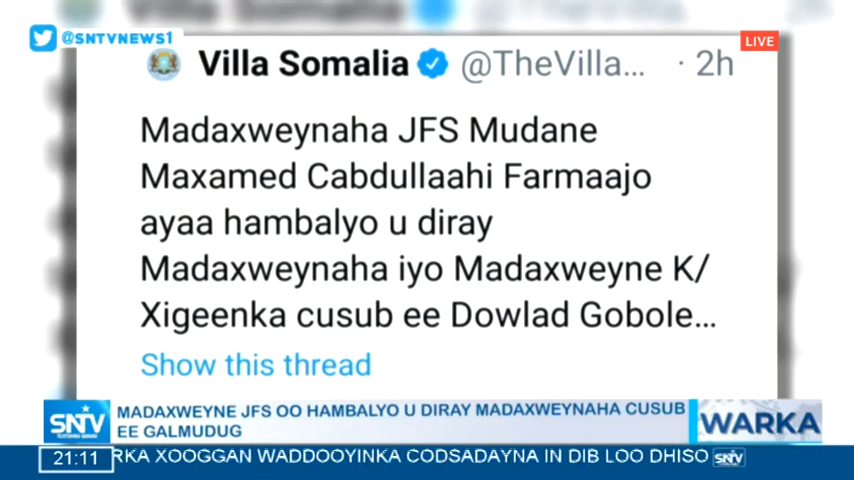 @SNTVNEWS1
LIVE
Villa Somalia @TheVilla... · 2h
Madaxweynaha JFS Mudane
Maxamed Cabdullaahi Farmaajo
ayaa hambalyo u diray
Madaxweynaha iyo Madaxweyne K/
Xigeenka cusub ee Dowlad Gobole...
Show this thread
SNTV
MADAXWEYNE JFS OO HAMBALYO U DIRAY MADAXWEYNAHA CUSUB
EE GALMUDUG
WARKA
21:11 RKA XOOGGAN WADDOOYINKA CODSADAYNA IN DIB LOO DHISO SNTV